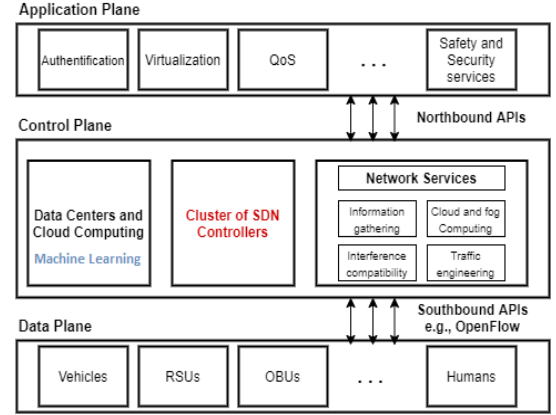 Application Plane
Authentification
Virtualization
QoS
. . .
Safety and
Security
services
Northbound APIs
Control Plane
Data Centers and
Cloud Computing
Machine Learning
Cluster of SDN
Controllers
Network Services
Information
gathering
Cloud and fog
Computing
Interference
compatibility
Traffic
engineering
Southbound APIs
e.g., OpenFlow
Data Plane
Vehicles
RSUs
OBUs
. . .
Humans